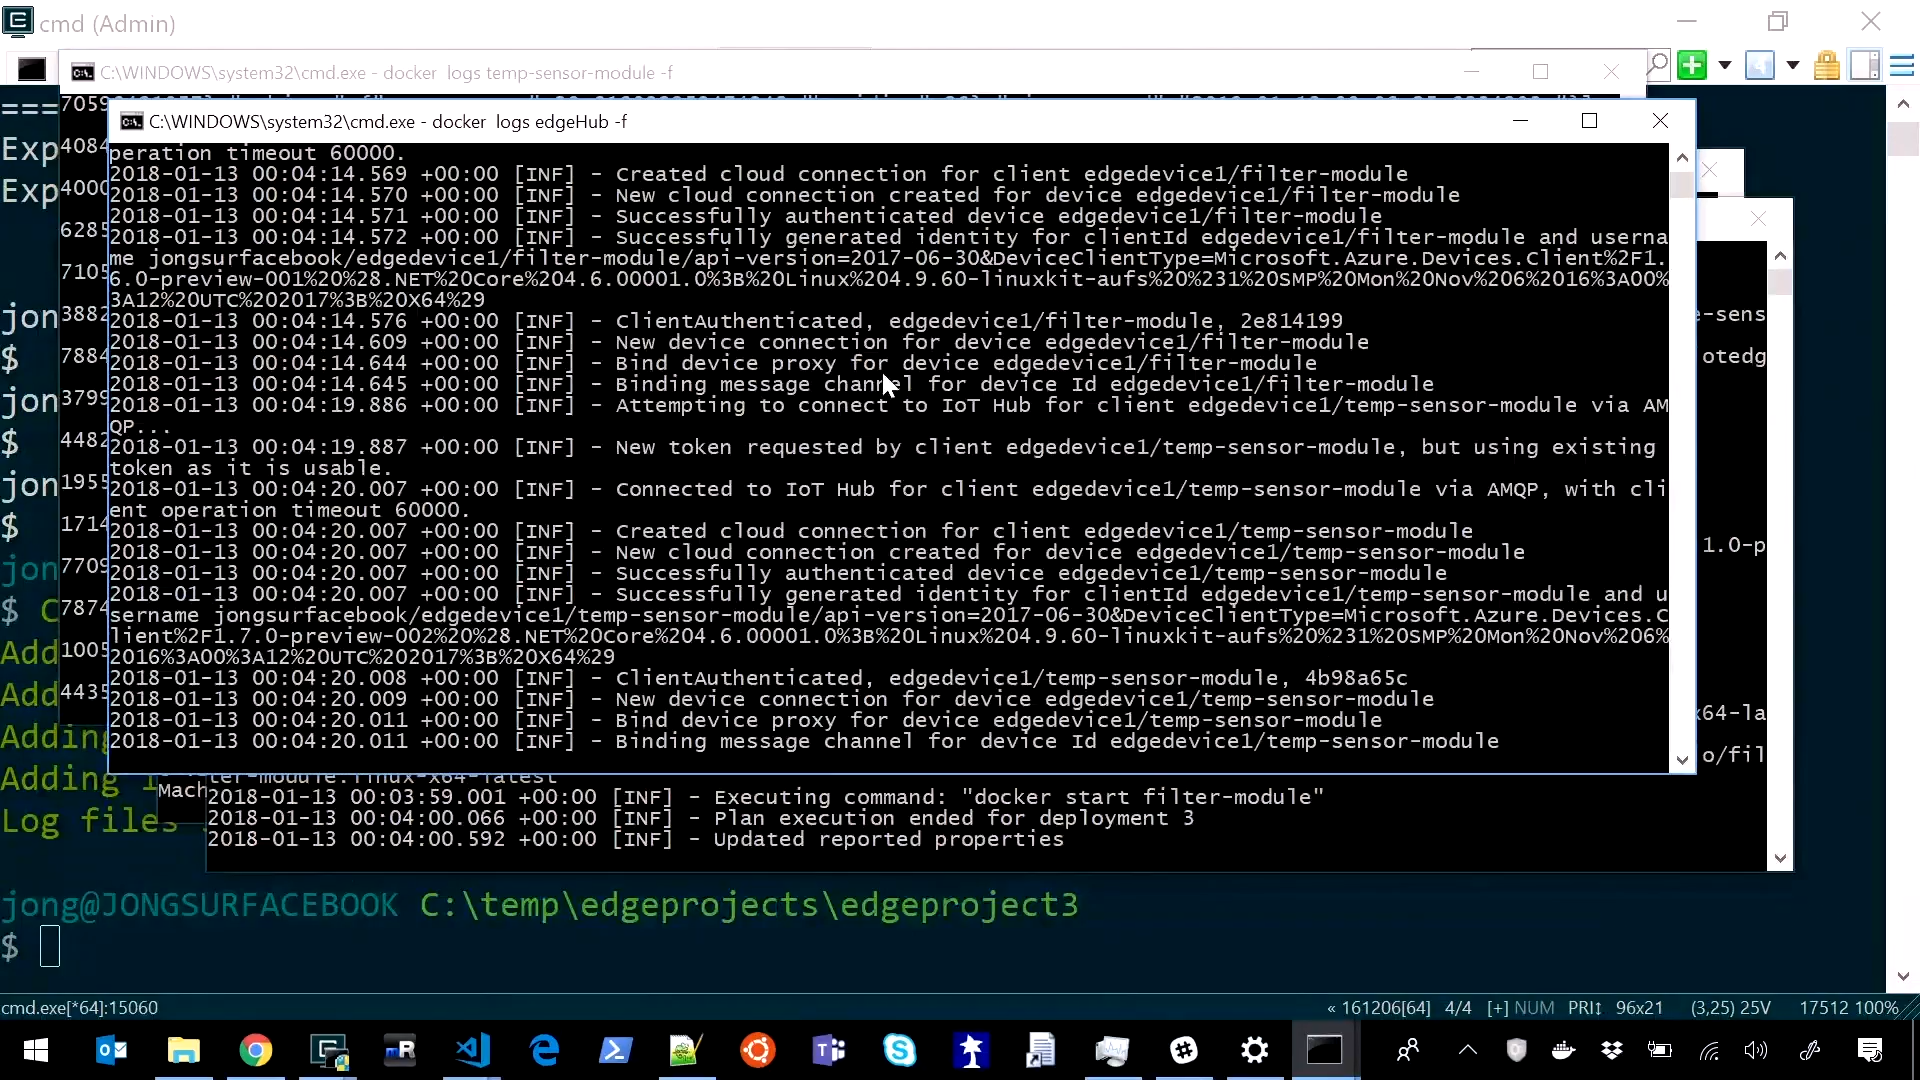 cmd (Admin)
C:\WINDOWS\system32\cmd.exe - docker  logs temp-sensor-module -f
C:\WINDOWS\system32\cmd.exe - docker  logs edgeHub -f
peration timeout 60000.
2018-01-13 00:04:14.569 +00:00 [INF] - Created cloud connection for client edgedevice1/filter-module
2018-01-13 00:04:14.570 +00:00 [INF] - New cloud connection created for device edgedevice1/filter-module
2018-01-13 00:04:14.571 +00:00 [INF] - Successfully authenticated device edgedevice1/filter-module
2018-01-13 00:04:14.572 +00:00 [INF] - Successfully generated identity for clientId edgedevice1/filter-module and userna
me jongsurfacebook/edgedevice1/filter-module/api-version=2017-06-30&DeviceClientType=Microsoft.Azure.Devices.Client%2F1.
6.0-preview-001%20%28.NET%20Core%204.6.00001.0%3B%20Linux%204.9.60-linuxkit-aufs%20%231%20SMP%20Mon%20Nov%206%2016%3A00%
3A12%20UTC%202017%3B%20X64%29
2018-01-13 00:04:14.576 +00:00 [INF] - ClientAuthenticated, edgedevice1/filter-module, 2e814199
2018-01-13 00:04:14.609 +00:00 [INF] - New device connection for device edgedevice1/filter-module
2018-01-13 00:04:14.644 +00:00 [INF] - Bind device proxy for device edgedevice1/filter-module
2018-01-13 00:04:14.645 +00:00 [INF] - Binding message channel for device Id edgedevice1/filter-module
2018-01-13 00:04:19.886 +00:00 [INF] - Attempting to connect to IoT Hub for client edgedevice1/temp-sensor-module via AM
QP...
2018-01-13 00:04:19.887 +00:00 [INF] - New token requested by client edgedevice1/temp-sensor-module, but using existing
token as it is usable.
2018-01-13 00:04:20.007 +00:00 [INF] - Connected to IoT Hub for client edgedevice1/temp-sensor-module via AMQP, with cli
ent operation timeout 60000.
2018-01-13 00:04:20.007 +00:00 [INF] - Created cloud connection for client edgedevice1/temp-sensor-module
2018-01-13 00:04:20.007 +00:00 [INF] - New cloud connection created for device edgedevice1/temp-sensor-module
2018-01-13 00:04:20.007 +00:00 [INF] - Successfully authenticated device edgedevice1/temp-sensor-module
2018-01-13 00:04:20.007 +00:00 [INF] - Successfully generated identity for clientId edgedevice1/temp-sensor-module and u
sername jongsurfacebook/edgedevice1/temp-sensor-module/api-version=2017-06-30&DeviceClientType=Microsoft.Azure.Devices.C
lient%2F1.7.0-preview-002%20%28.NET%20Core%204.6.00001.0%3B%20Linux%204.9.60-linuxkit-aufs%20%231%20SMP%20Mon%20Nov%206%
2016%3A00%3A12%20UTC%202017%3B%20X64%29
2018-01-13 00:04:20.008 +00:00 [INF] - ClientAuthenticated, edgedevice1/temp-sensor-module, 4b98a65c
2018-01-13 00:04:20.009 +00:00 [INF] - New device connection for device edgedevice1/temp-sensor-module
2018-01-13 00:04:20.011 +00:00 [INF] - Bind device proxy for device edgedevice1/temp-sensor-module
2018-01-13 00:04:20.011 +00:00 [INF] - Binding message channel for device Id edgedevice1/temp-sensor-module
===
Exp
Exp
jon
$
jon
$
jon
$
jon
$ C
Add
Add
Adding
Adding
Log files
7059
4084
4000
6285
7105
3882
7884
3799
4482
1955
1714
7709
7874
1005
4435
e-sens
otedg
1.0-p
x64-la
o/fil
Mach
ter-module:linux-x64-latest
2018-01-13 00:03:59.001 +00:00 [INF] - Executing command: "docker start filter-module"
2018-01-13 00:04:00.066 +00:00 [INF] - Plan execution ended for deployment 3
2018-01-13 00:04:00.592 +00:00 [INF] - Updated reported properties
jong@JONGSURFACEBOOK C:\temp\edgeprojects\edgeproject3
$
cmd.exe[*64]:15060
« 161206[64] 4/4 [+] NUM PRI↕ 96x21 (3,25) 25V 17512 100%